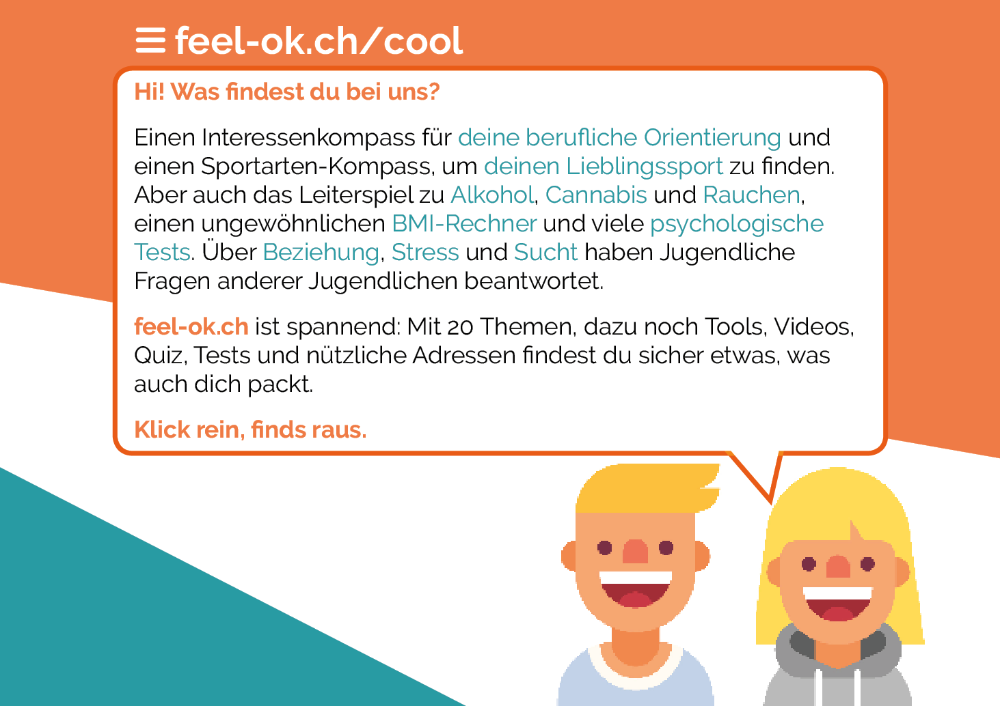 feel-ok.ch/cool
Hi! Was findest du bei uns?
Einen Interessenkompass für deine berufliche Orientierung und
einen Sportarten-Kompass, um deinen Lieblingssport zu finden.
Aber auch das Leiterspiel zu Alkohol, Cannabis und Rauchen,
einen ungewöhnlichen BMI-Rechner und viele psychologische
Tests. Über Beziehung, Stress und Sucht haben Jugendliche
Fragen anderer Jugendlichen beantwortet.
feel-ok.ch ist spannend: Mit 20 Themen, dazu noch Tools, Videos,
Quiz, Tests und nützliche Adressen findest du sicher etwas, was
auch dich packt.
Klick rein, finds raus.